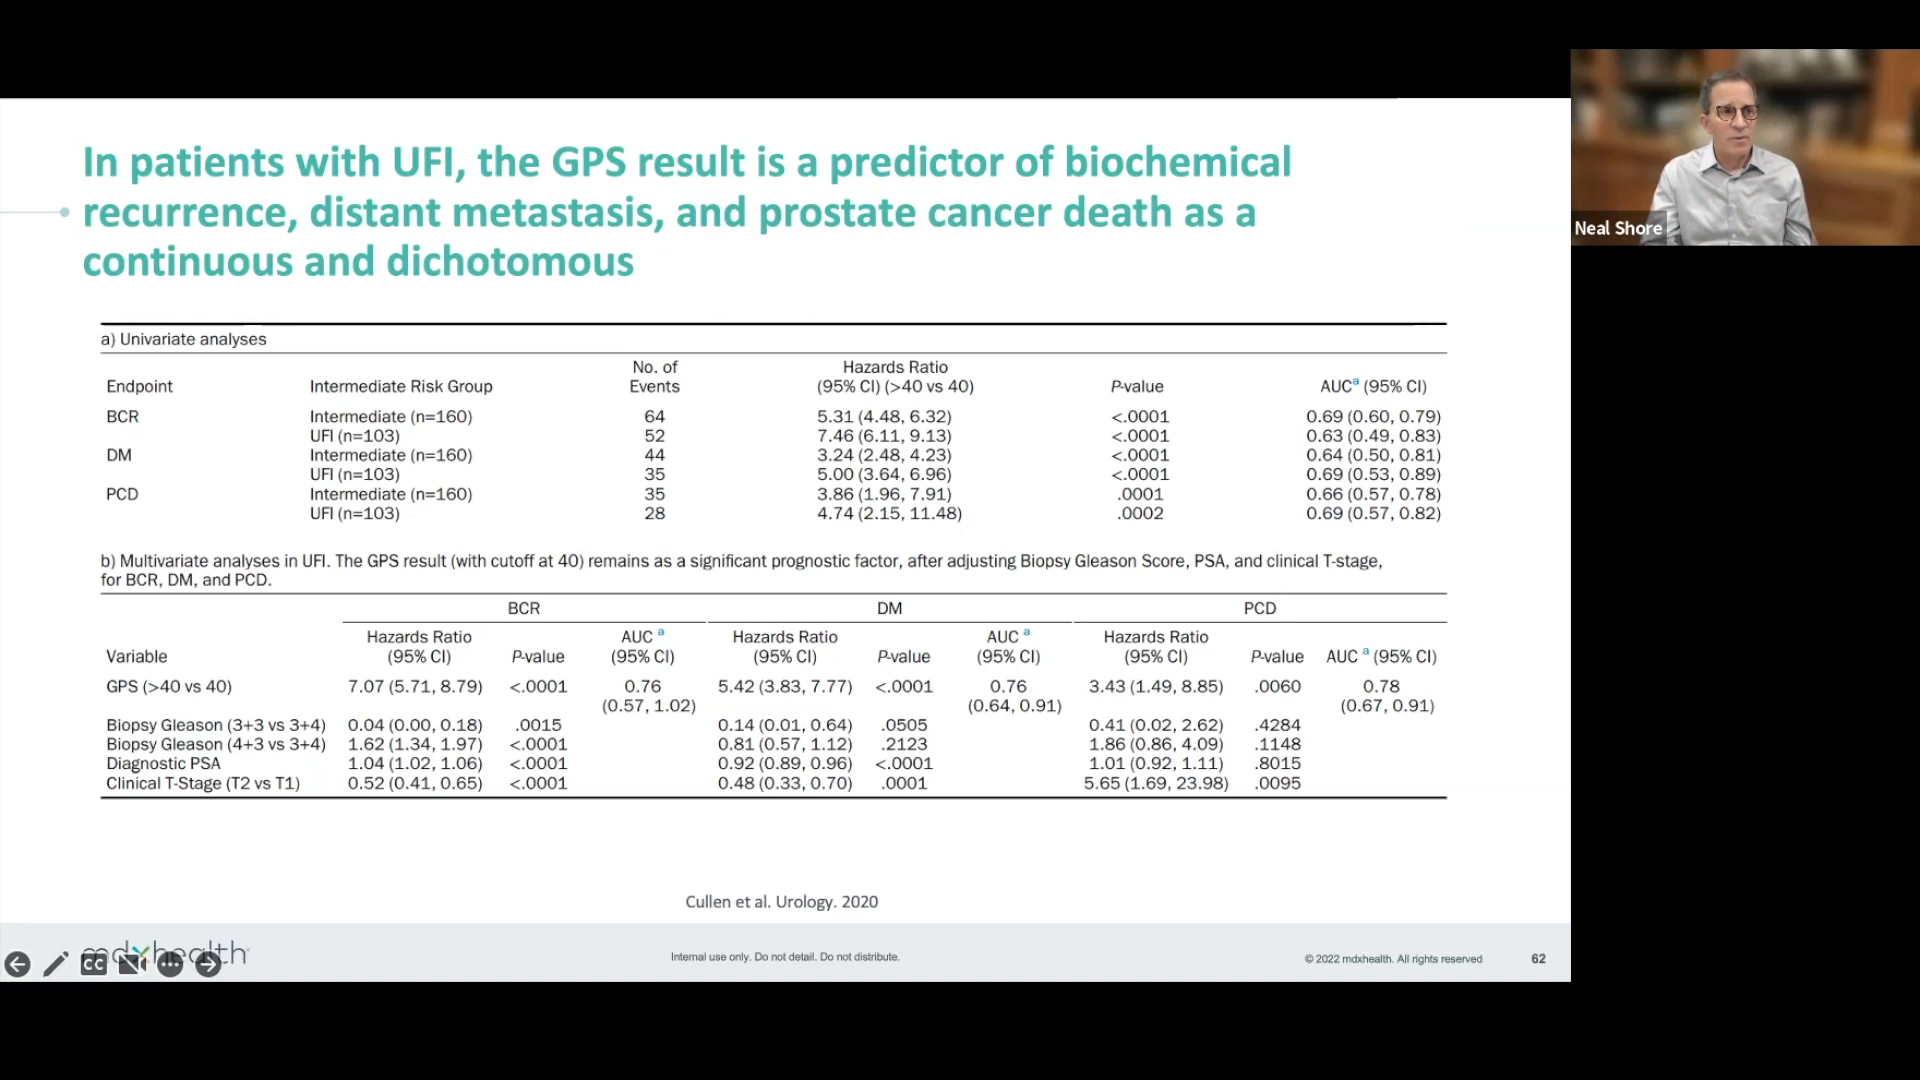 In patients with UFI, the GPS result is a predictor of biochemical
recurrence, distant metastasis, and prostate cancer death as a
continuous and dichotomous
Neal Shore
a) Univariate analyses
Endpoint Intermediate Risk Group No. of Events Hazards Ratio (95% CI) (>40 vs 40) P-value AUCa (95% CI)
BCR Intermediate (n=160) 64 5.31 (4.48, 6.32) <.0001 0.69 (0.60, 0.79)
UFI (n=103) 52 7.46 (6.11, 9.13) <.0001 0.63 (0.49, 0.83)
DM Intermediate (n=160) 44 3.24 (2.48, 4.23) <.0001 0.64 (0.50, 0.81)
UFI (n=103) 35 5.00 (3.64, 6.96) <.0001 0.69 (0.53, 0.89)
PCD Intermediate (n=160) 35 3.86 (1.96, 7.91) .0001 0.66 (0.57, 0.78)
UFI (n=103) 28 4.74 (2.15, 11.48) .0002 0.69 (0.57, 0.82)
b) Multivariate analyses in UFI. The GPS result (with cutoff at 40) remains as a significant prognostic factor, after adjusting Biopsy Gleason Score, PSA, and clinical T-stage,
for BCR, DM, and PCD.
BCR DM PCD
Hazards Ratio AUC a Hazards Ratio AUC a Hazards Ratio
Variable (95% CI) P-value (95% CI) (95% CI) P-value (95% CI) (95% CI) P-value AUC a (95% CI)
GPS (>40 vs 40) 7.07 (5.71, 8.79) <.0001 0.76 5.42 (3.83, 7.77) <.0001 0.76 3.43 (1.49, 8.85) .0060 0.78
(0.57, 1.02) (0.64, 0.91) (0.67, 0.91)
Biopsy Gleason (3+3 vs 3+4) 0.04 (0.00, 0.18) .0015 0.14 (0.01, 0.64) .0505 0.41 (0.02, 2.62) .4284
Biopsy Gleason (4+3 vs 3+4) 1.62 (1.34, 1.97) <.0001 0.81 (0.57, 1.12) .2123 1.86 (0.86, 4.09) .1148
Diagnostic PSA 1.04 (1.02, 1.06) <.0001 0.92 (0.89, 0.96) <.0001 1.01 (0.92, 1.11) .8015
Clinical T-Stage (T2 vs T1) 0.52 (0.41, 0.65) <.0001 0.48 (0.33, 0.70) .0001 5.65 (1.69, 23.98) .0095
Cullen et al. Urology. 2020
mdxhealth
CC
Internal use only. Do not detail. Do not distribute.
© 2022 mdxhealth. All rights reserved
62